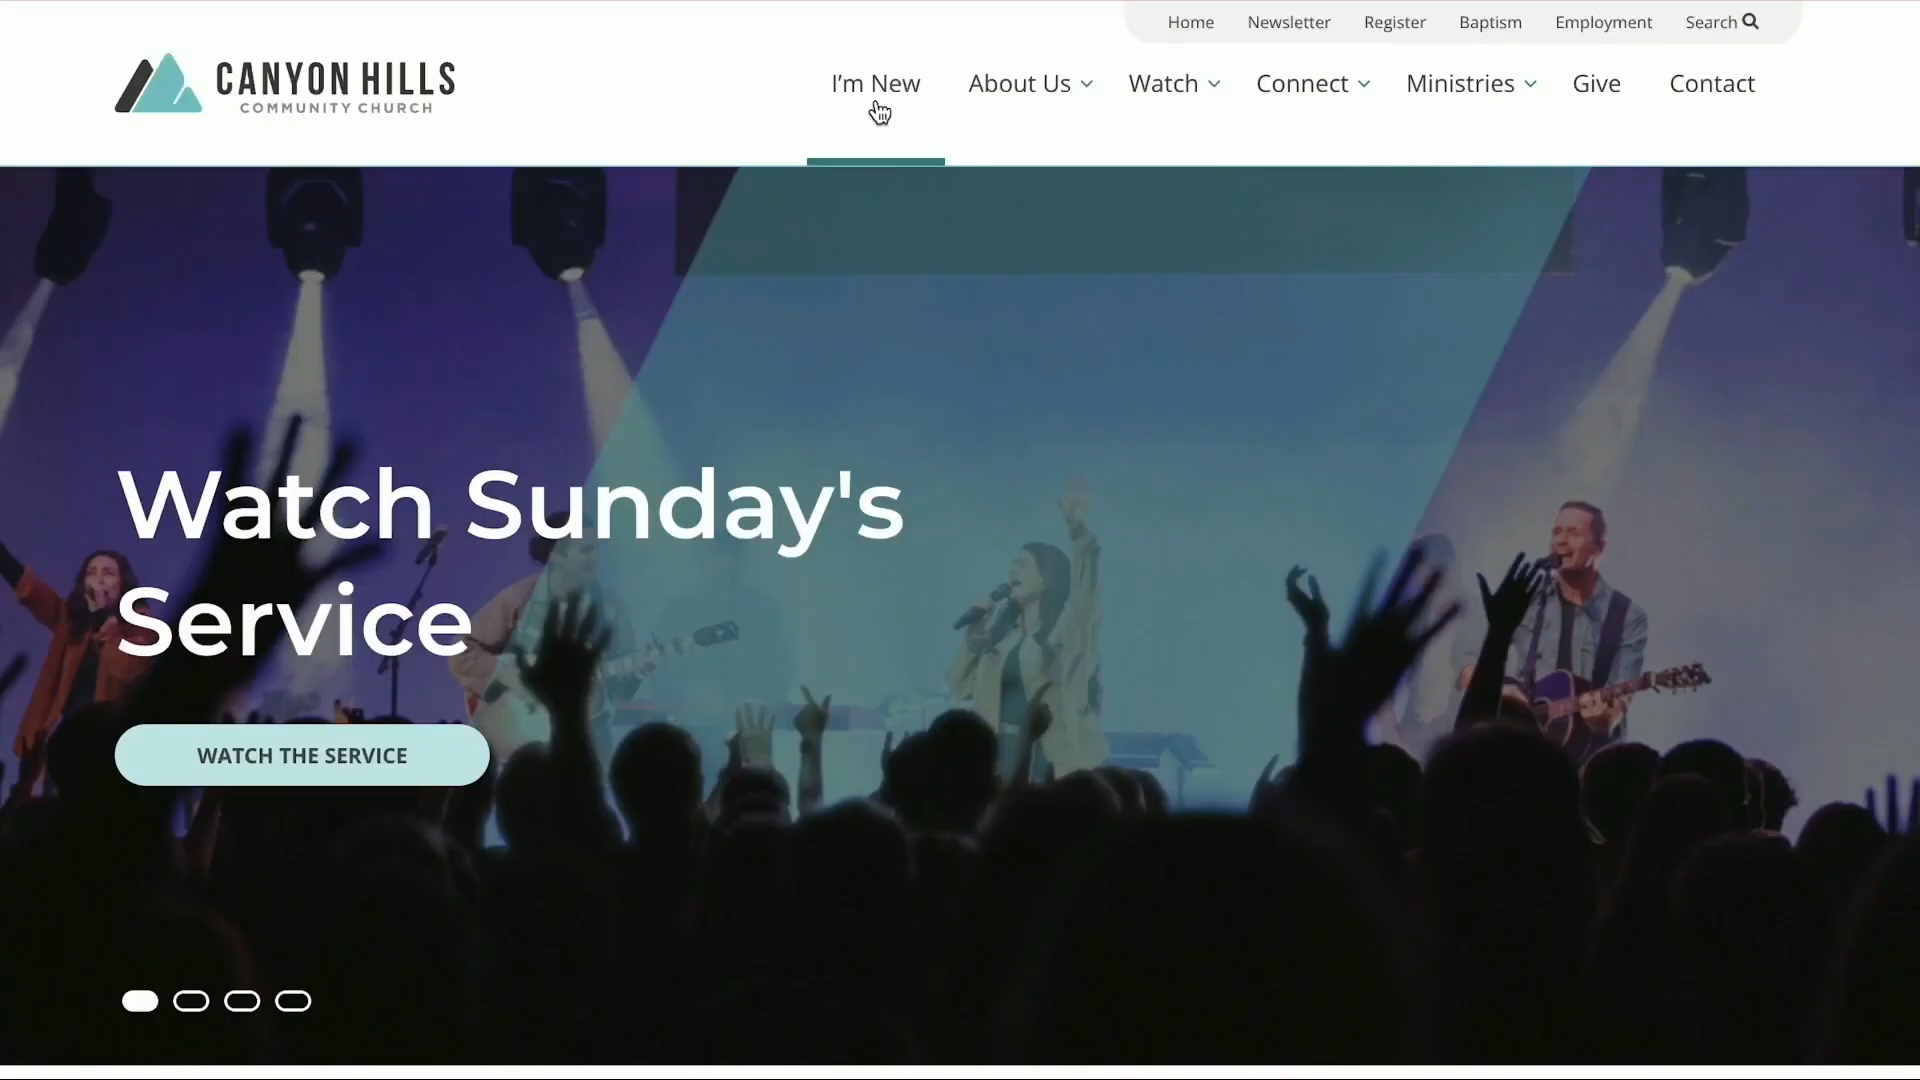 Home Newsletter Register Baptism Employment Search
CANYON HILLS
COMMUNITY CHURCH
I'm New About Us Watch Connect Ministries Give Contact
Watch Sunday's
Service
WATCH THE SERVICE